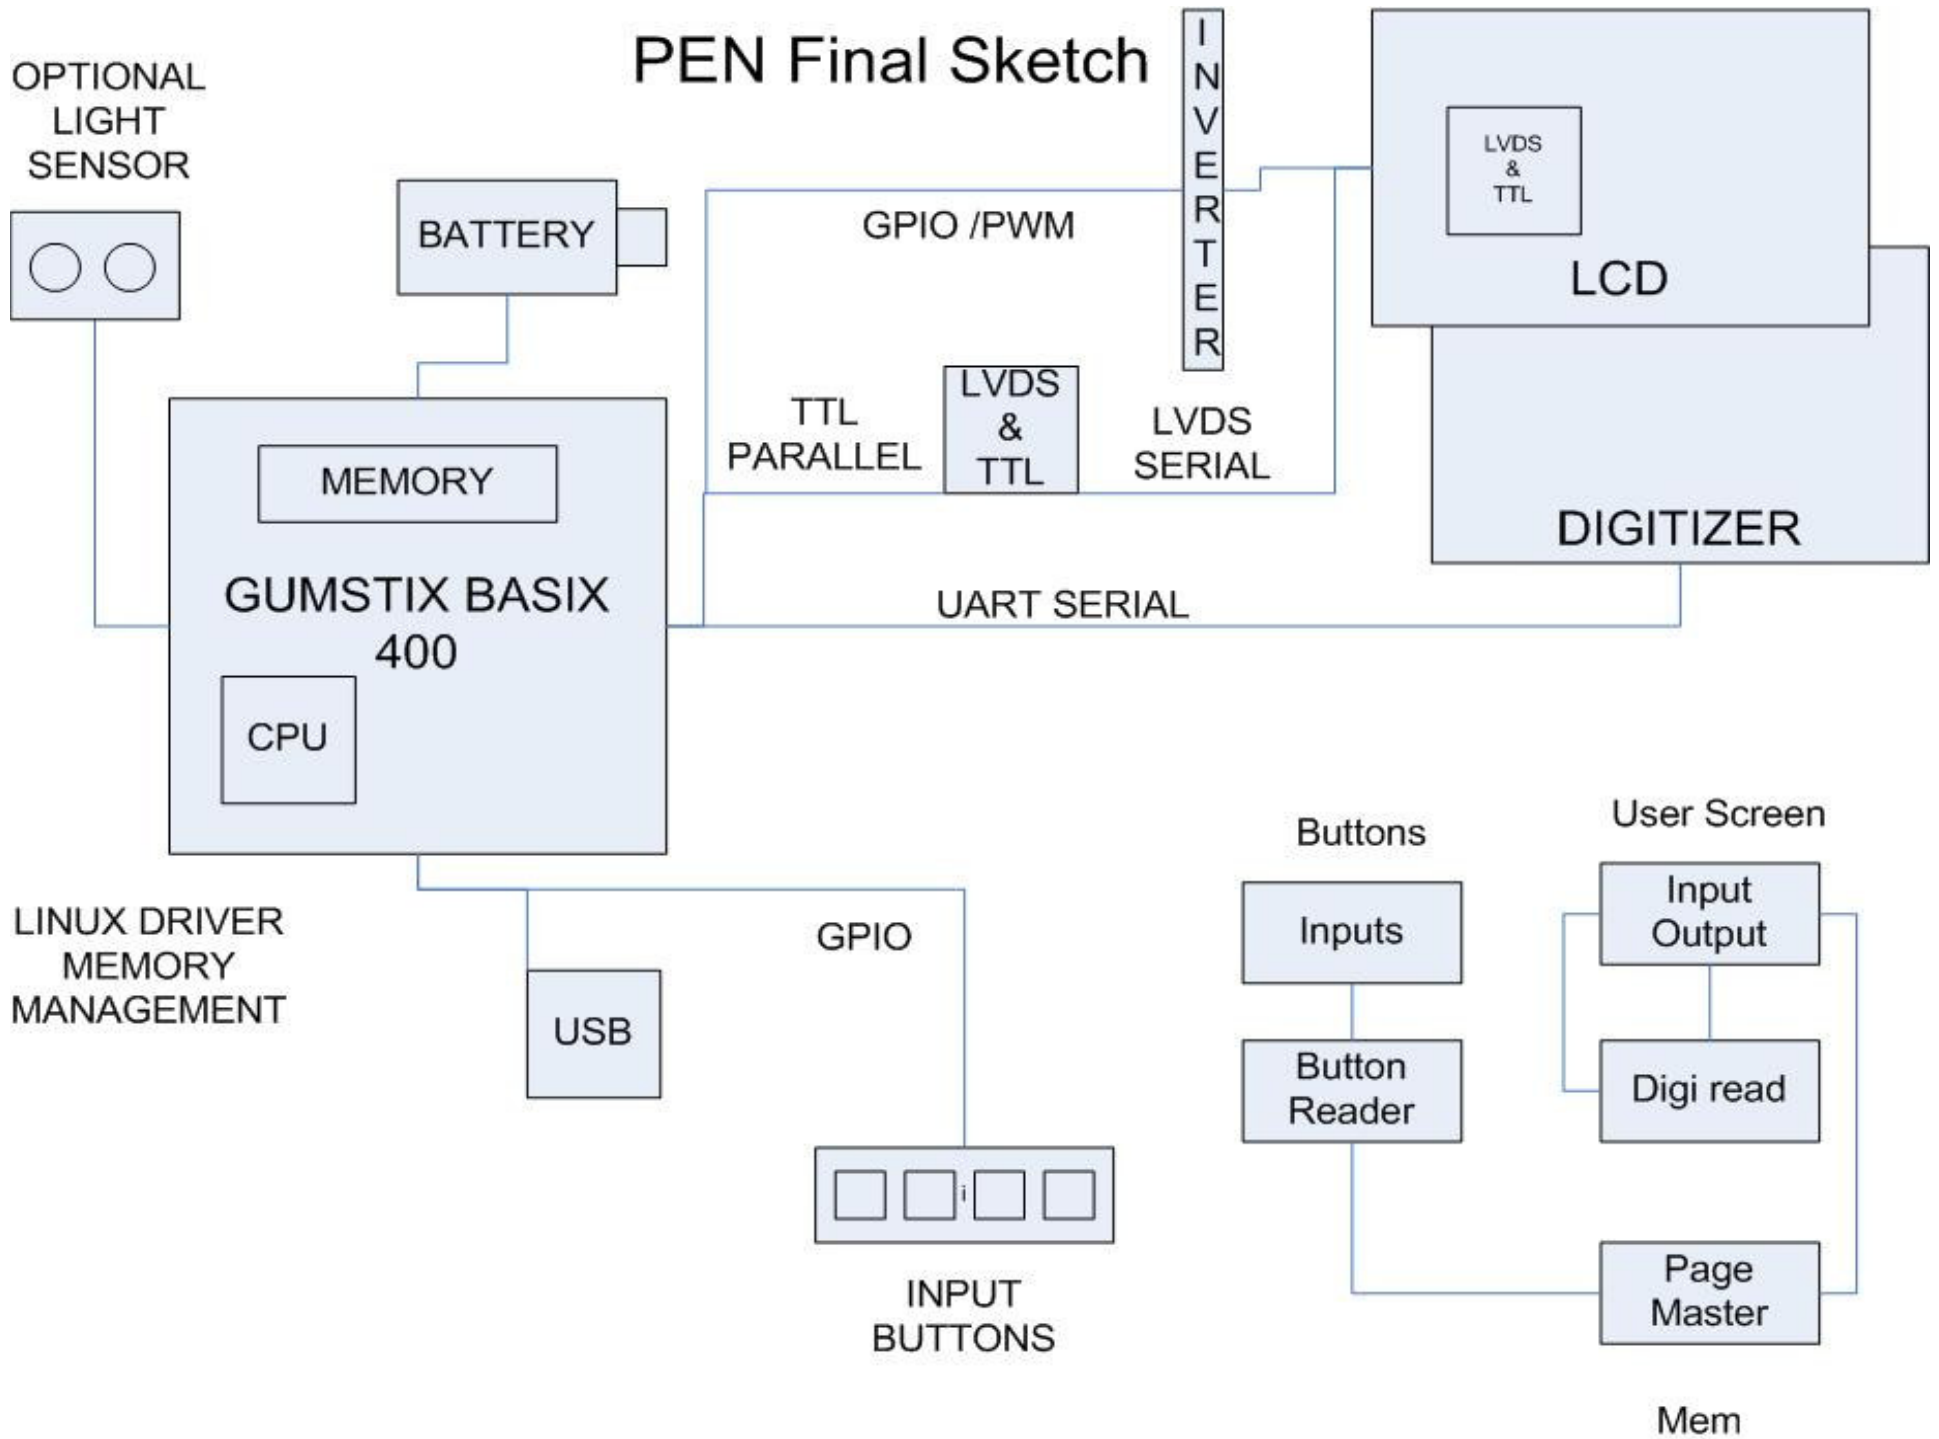 PEN Final Sketch
OPTIONAL
LIGHT
SENSOR
BATTERY
GPIO /PWM
INVERTER
LVDS
&
TTL
LCD
DIGITIZER
TTL
PARALLEL
LVDS
&
TTL
LVDS
SERIAL
MEMORY
GUMSTIX BASIX
400
CPU
UART SERIAL
LINUX DRIVER
MEMORY
MANAGEMENT
USB
GPIO
i
INPUT
BUTTONS
Buttons
Inputs
Button
Reader
User Screen
Input
Output
Digi read
Page
Master
Mem